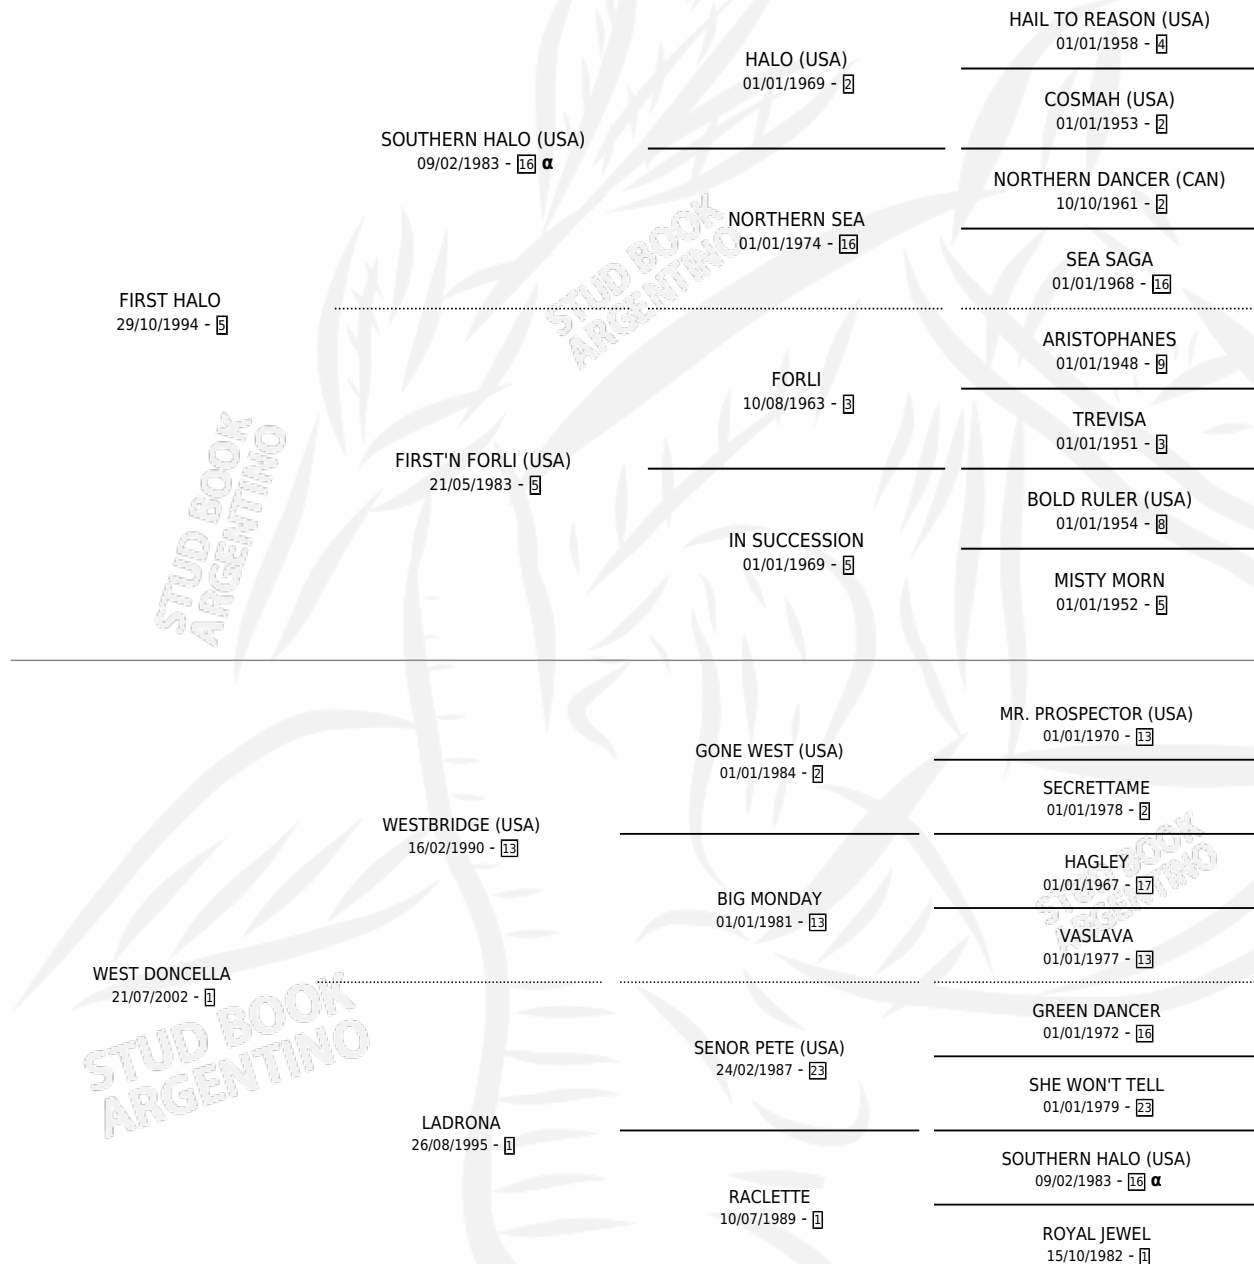 HAIL TO REASON (USA)
01/01/1958 - 4
HALO (USA)
01/01/1969 - 2
COSMAH (USA)
01/01/1953 - 2
SOUTHERN HALO (USA)
09/02/1983 - 16 α
NORTHERN DANCER (CAN)
10/10/1961 - 2
NORTHERN SEA
01/01/1974 - 16
SEA SAGA
01/01/1968 - 16
STUD BOOK
ARGENTINO
FIRST HALO
29/10/1994 - 5
ARISTOPHANES
01/01/1948 - 9
FORLI
10/08/1963 - 3
TREVISA
01/01/1951 - 3
FIRST'N FORLI (USA)
21/05/1983 - 5
BOLD RULER (USA)
01/01/1954 - 8
IN SUCCESSION
01/01/1969 - 5
MISTY MORN
01/01/1952 - 5
STUD BOOK
ARGENTINO
MR. PROSPECTOR (USA)
01/01/1970 - 13
GONE WEST (USA)
01/01/1984 - 2
SECRETTAME
01/01/1978 - 2
WESTBRIDGE (USA)
16/02/1990 - 13
HAGLEY
01/01/1967 - 17
BIG MONDAY
01/01/1981 - 13
VASLAVA
01/01/1977 - 13
STUD BOOK
ARGENTINO
WEST DONCELLA
21/07/2002 - 1
STUD BOOK
ARGENTINO
GREEN DANCER
01/01/1972 - 16
SENOR PETE (USA)
24/02/1987 - 23
SHE WON'T TELL
01/01/1979 - 23
LADRONA
26/08/1995 - 1
SOUTHERN HALO (USA)
09/02/1983 - 16 α
RACLETTE
10/07/1989 - 1
ROYAL JEWEL
15/10/1982 - 1